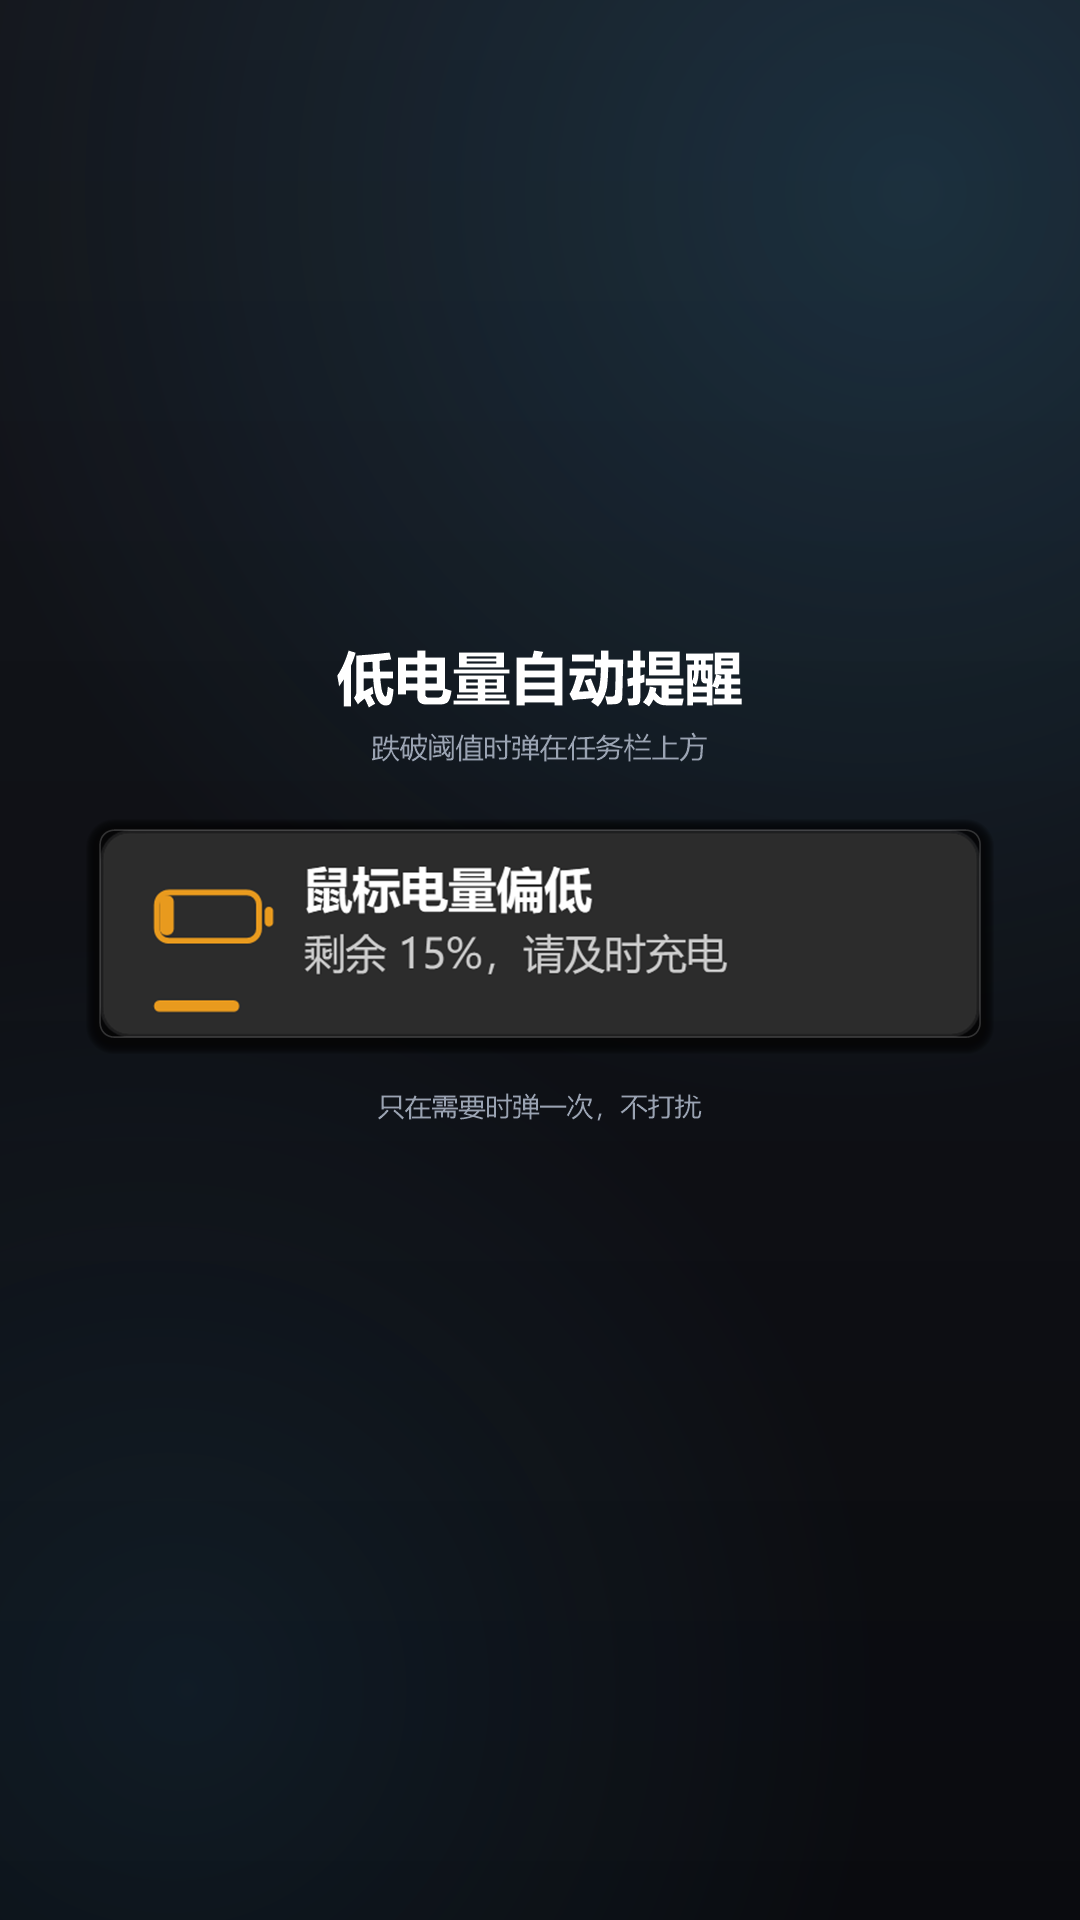 低电量自动提醒
跌破阈值时弹在任务栏上方
鼠标电量偏低
剩余 15%，请及时充电
只在需要时弹一次，不打扰